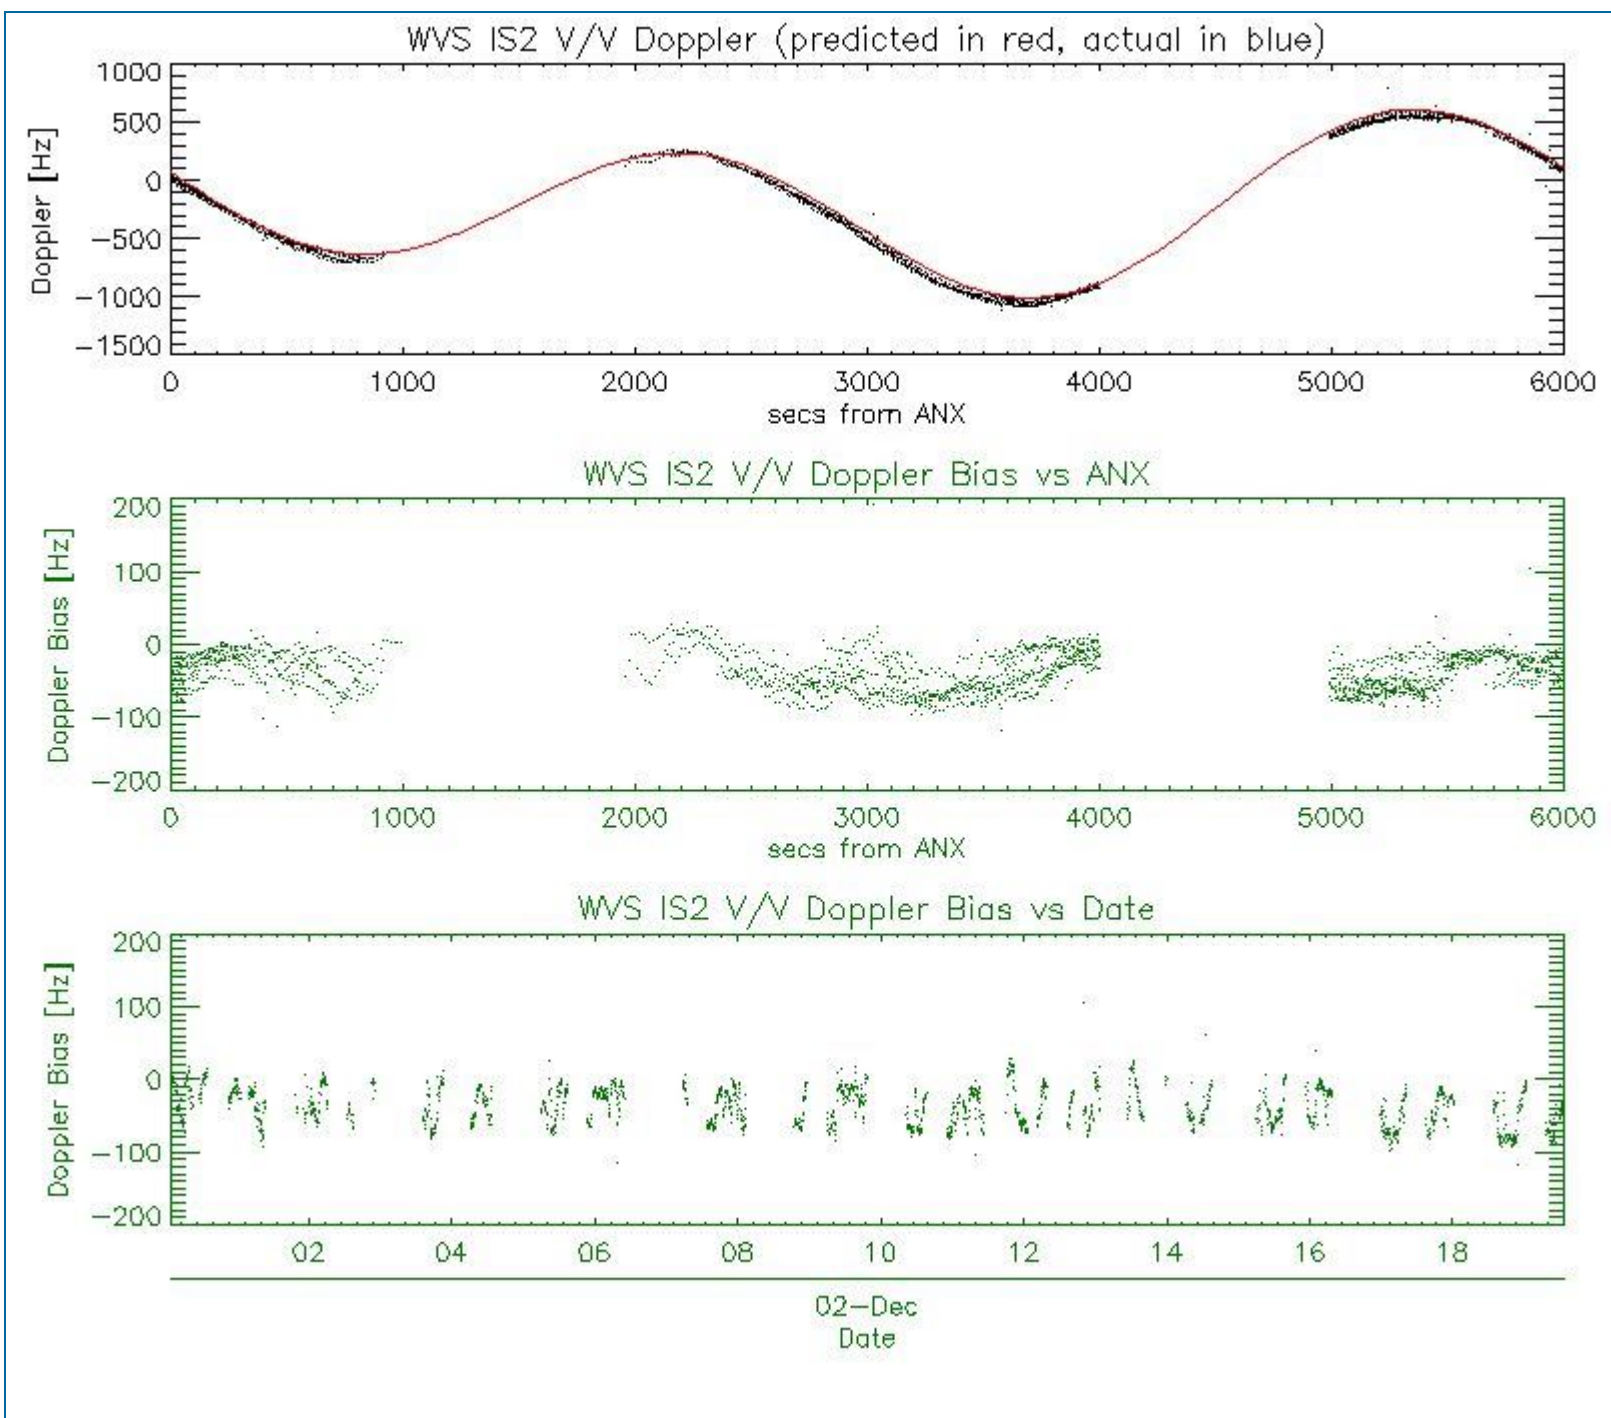 WVS IS2 V/V Doppler (predicted in red, actual in blue)
1000
500
0
-500
-1000
-1500
Doppler [Hz]
0 1000 2000 3000 4000 5000 6000
secs from ANX
WVS IS2 V/V Doppler Bias vs ANX
200
100
0
-100
-200
Doppler Bias [Hz]
0 1000 2000 3000 4000 5000 6000
secs from ANX
WVS IS2 V/V Doppler Bias vs Date
200
100
0
-100
-200
Doppler Bias [Hz]
02 04 06 08 10 12 14 16 18
02-Dec
Date